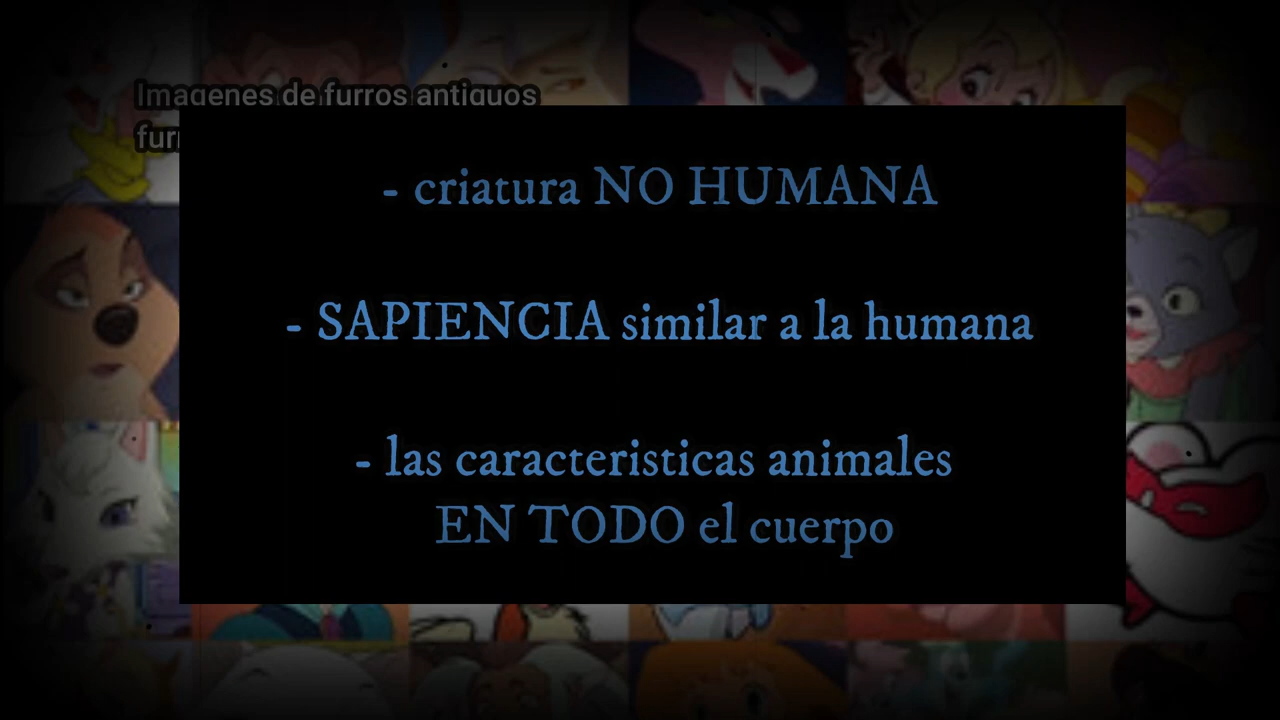 Imagenes de furros antiguos
- criatura NO HUMANA
- SAPIENCIA similar a la humana
- las caracteristicas animales
EN TODO el cuerpo